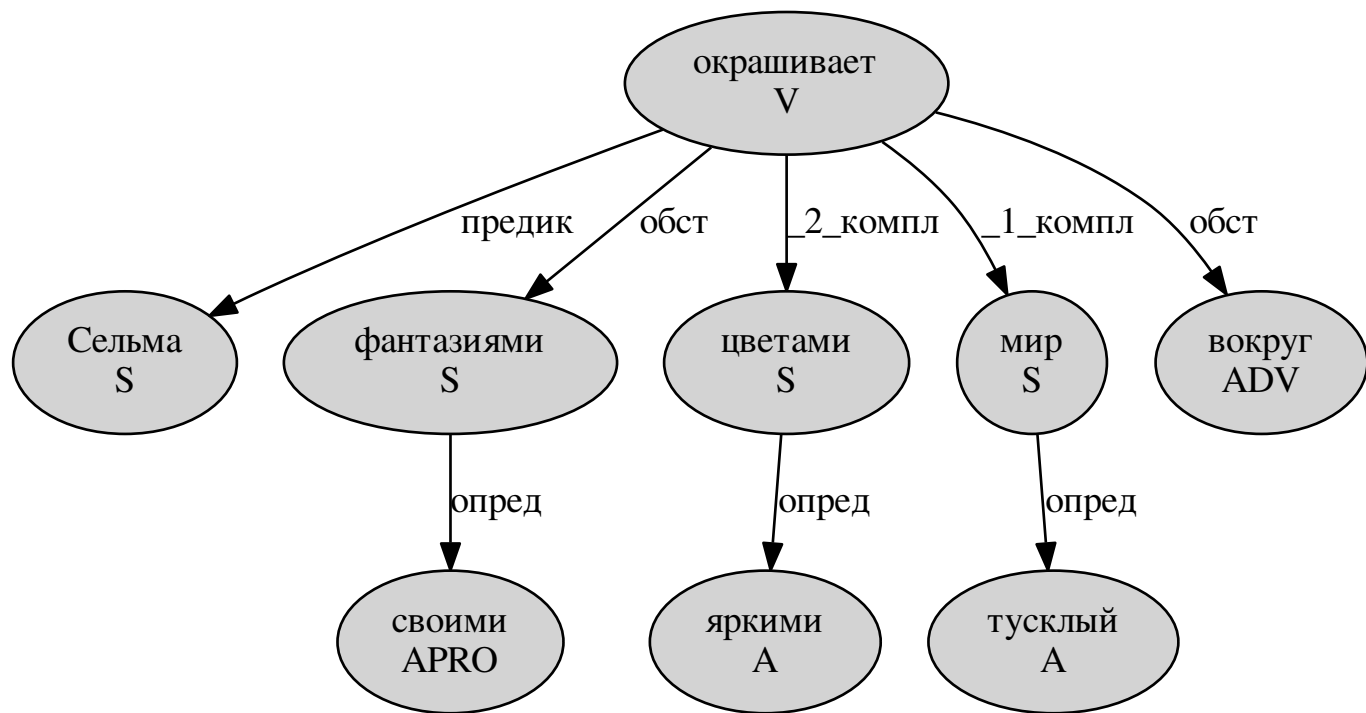 окрашивает
V
предик
обст
_2_компл
_1_компл
обст
Сельма
S
фантазиями
S
цветами
S
мир
S
вокруг
ADV
опред
опред
опред
своими
APRO
яркими
A
тусклый
A